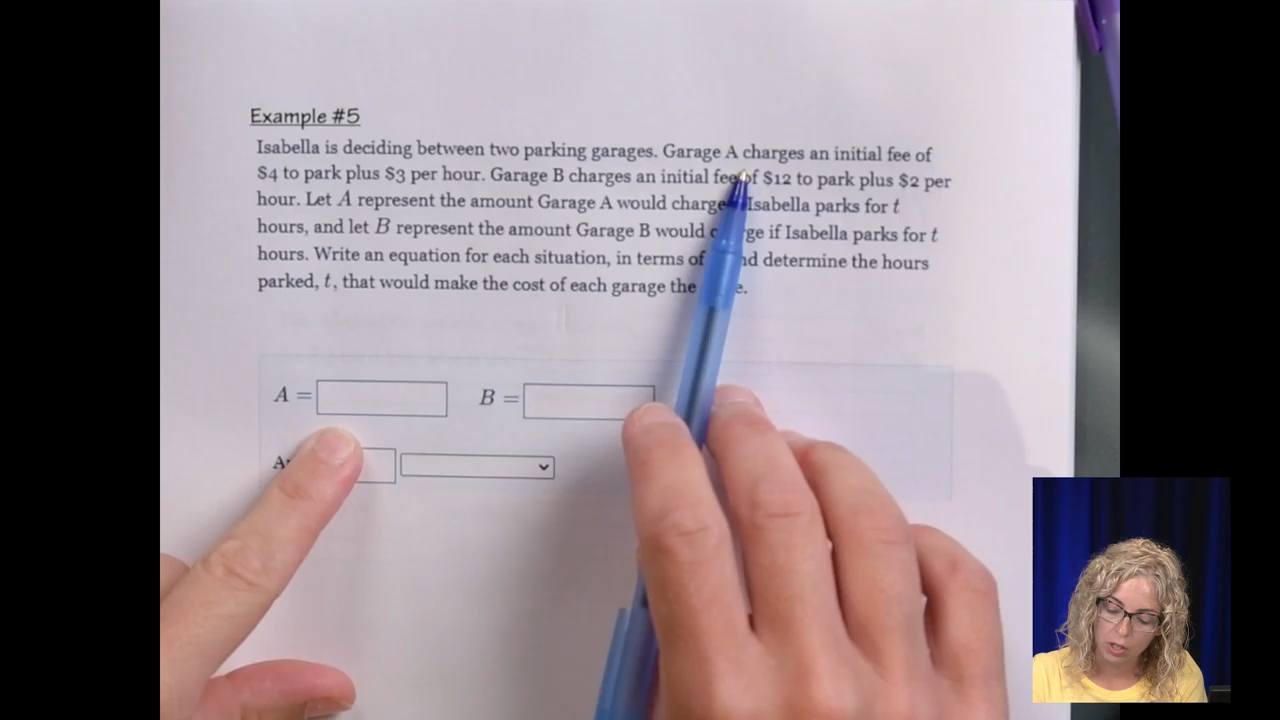 Example #5
Isabella is deciding between two parking garages. Garage A charges an initial fee of
$4 to park plus $3 per hour. Garage B charges an initial fee of $12 to park plus $2 per
hour. Let A represent the amount Garage A would charge Isabella parks for t
hours, and let B represent the amount Garage B would if Isabella parks for t
hours. Write an equation for each situation, in terms of determine the hours
parked, t, that would make the cost of each garage the
A = B =